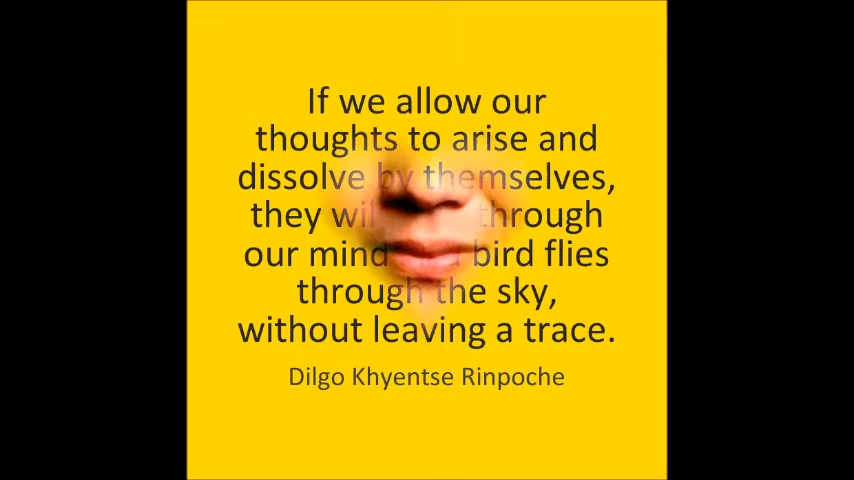 If we allow our
thoughts to arise and
dissolve by themselves,
they through
our mind bird flies
through the sky,
without leaving a trace.
Dilgo Khyentse Rinpoche